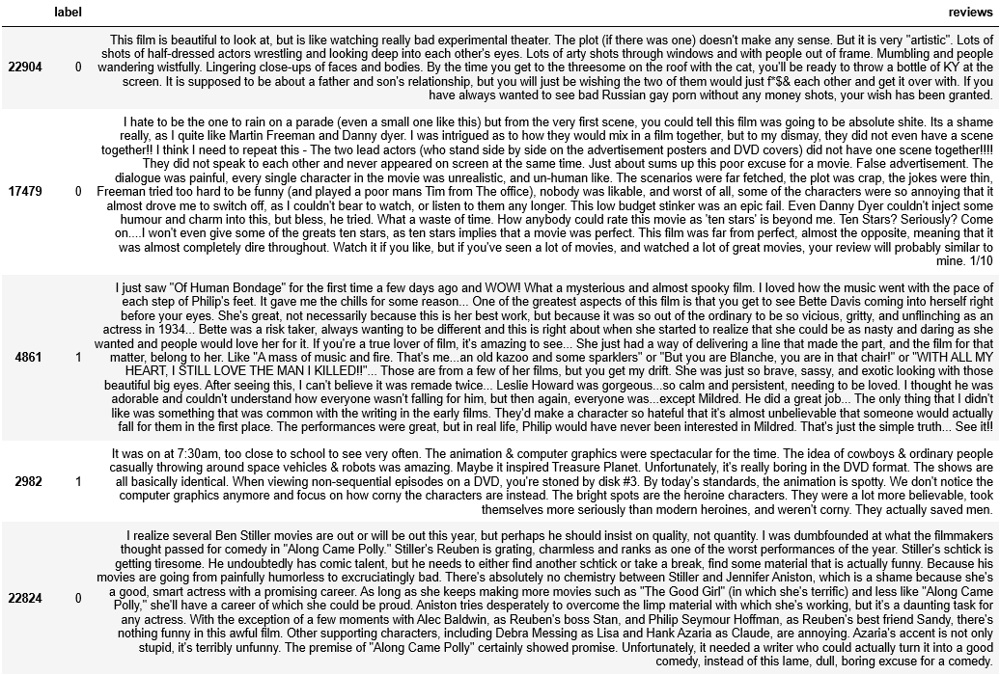 label reviews
This film is beautiful to look at, but is like watching really bad experimental theater. The plot (if there was one) doesn't make any sense. But it is very "artistic". Lots of
shots of half-dressed actors wrestling and looking deep into each other's eyes. Lots of arty shots through windows and with people out of frame. Mumbling and people
22904 0 wandering wistfully. Lingering close-ups of faces and bodies. By the time you get to the threesome on the roof with the cat, you'll be ready to throw a bottle of KY at the
screen. It is supposed to be about a father and son's relationship, but you will just be wishing the two of them would just f*$& each other and get it over with. If you
have always wanted to see bad Russian gay porn without any money shots, your wish has been granted.
I hate to be the one to rain on a parade (even a small one like this) but from the very first scene, you could tell this film was going to be absolute shite. Its a shame
really, as I quite like Martin Freeman and Danny dyer. I was intrigued as to how they would mix in a film together, but to my dismay, they did not even have a scene
together!! I think I need to repeat this - The two lead actors (who stand side by side on the advertisement posters and DVD covers) did not have one scene together!!!!
They did not speak to each other and never appeared on screen at the same time. Just about sums up this poor excuse for a movie. False advertisement. The
dialogue was painful, every single character in the movie was unrealistic, and un-human like. The scenarios were far fetched, the plot was crap, the jokes were thin,
17479 0 Freeman tried too hard to be funny (and played a poor mans Tim from The office), nobody was likable, and worst of all, some of the characters were so annoying that it
almost drove me to switch off, as I couldn't bear to watch, or listen to them any longer. This low budget stinker was an epic fail. Even Danny Dyer couldn't inject some
humour and charm into this, but bless, he tried. What a waste of time. How anybody could rate this movie as 'ten stars' is beyond me. Ten Stars? Seriously? Come
on....I won't even give some of the greats ten stars, as ten stars implies that a movie was perfect. This film was far from perfect, almost the opposite, meaning that it
was almost completely dire throughout. Watch it if you like, but if you've seen a lot of movies, and watched a lot of great movies, your review will probably similar to
mine. 1/10
I just saw "Of Human Bondage" for the first time a few days ago and WOW! What a mysterious and almost spooky film. I loved how the music went with the pace of
each step of Philip's feet. It gave me the chills for some reason... One of the greatest aspects of this film is that you get to see Bette Davis coming into herself right
before your eyes. She's great, not necessarily because this is her best work, but because it was so out of the ordinary to be so vicious, gritty, and unflinching as an
actress in 1934... Bette was a risk taker, always wanting to be different and this is right about when she started to realize that she could be as nasty and daring as she
wanted and people would love her for it. If you're a true lover of film, it's amazing to see... She just had a way of delivering a line that made the part, and the film for that
4861 1 matter, belong to her. Like "A mass of music and fire. That's me...an old kazoo and some sparklers" or "But you are Blanche, you are in that chair!" or "WITH ALL MY
HEART, I STILL LOVE THE MAN I KILLED!!"... Those are from a few of her films, but you get my drift. She was just so brave, sassy, and exotic looking with those
beautiful big eyes. After seeing this, I can't believe it was remade twice... Leslie Howard was gorgeous...so calm and persistent, needing to be loved. I thought he was
adorable and couldn't understand how everyone wasn't falling for him, but then again, everyone was...except Mildred. He did a great job... The only thing that I didn't
like was something that was common with the writing in the early films. They'd make a character so hateful that it's almost unbelievable that someone would actually
fall for them in the first place. The performances were great, but in real life, Philip would have never been interested in Mildred. That's just the simple truth... See it!!
It was on at 7:30am, too close to school to see very often. The animation & computer graphics were spectacular for the time. The idea of cowboys & ordinary people
casually throwing around space vehicles & robots was amazing. Maybe it inspired Treasure Planet. Unfortunately, it's really boring in the DVD format. The shows are
2982 1 all basically identical. When viewing non-sequential episodes on a DVD, you're stoned by disk #3. By today's standards, the animation is spotty. We don't notice the
computer graphics anymore and focus on how corny the characters are instead. The bright spots are the heroine characters. They were a lot more believable, took
themselves more seriously than modern heroines, and weren't corny. They actually saved men.
I realize several Ben Stiller movies are out or will be out this year, but perhaps he should insist on quality, not quantity. I was dumbfounded at what the filmmakers
thought passed for comedy in "Along Came Polly." Stiller's Reuben is grating, charmless and ranks as one of the worst performances of the year. Stiller's schtick is
getting tiresome. He undoubtedly has comic talent, but he needs to either find another schtick or take a break, find some material that is actually funny. Because his
movies are going from painfully humorless to excruciatingly bad. There's absolutely no chemistry between Stiller and Jennifer Aniston, which is a shame because she's
a good, smart actress with a promising career. As long as she keeps making more movies such as "The Good Girl" (in which she's terrific) and less like "Along Came
22824 0 Polly," she'll have a career of which she could be proud. Aniston tries desperately to overcome the limp material with which she's working, but it's a daunting task for
any actress. With the exception of a few moments with Alec Baldwin, as Reuben's boss Stan, and Philip Seymour Hoffman, as Reuben's best friend Sandy, there's
nothing funny in this awful film. Other supporting characters, including Debra Messing as Lisa and Hank Azaria as Claude, are annoying. Azaria's accent is not only
stupid, it's terribly unfunny. The premise of "Along Came Polly" certainly showed promise. Unfortunately, it needed a writer who could actually turn it into a good
comedy, instead of this lame, dull, boring excuse for a comedy.